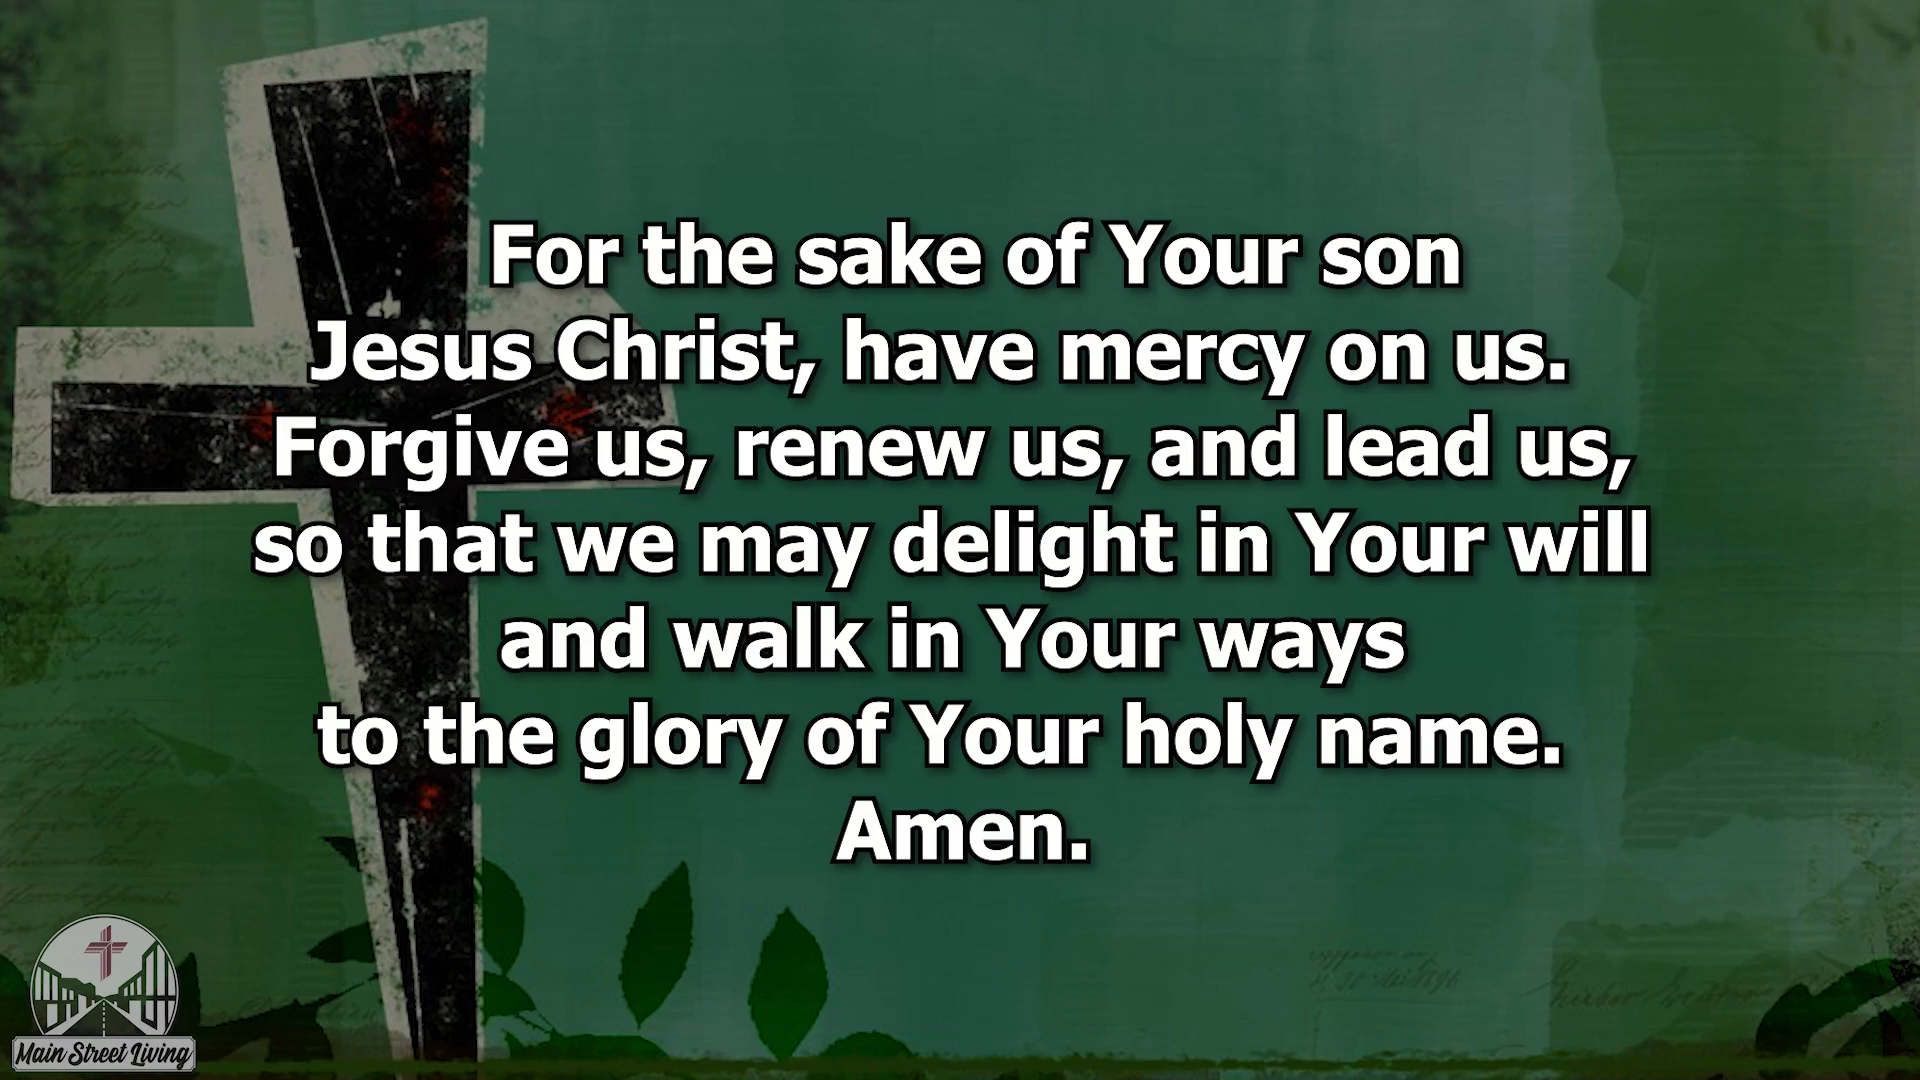 For the sake of Your son
Jesus Christ, have mercy on us.
Forgive us, renew us, and lead us,
so that we may delight in Your will
and walk in Your ways
to the glory of Your holy name.
Amen.
Main Street Living